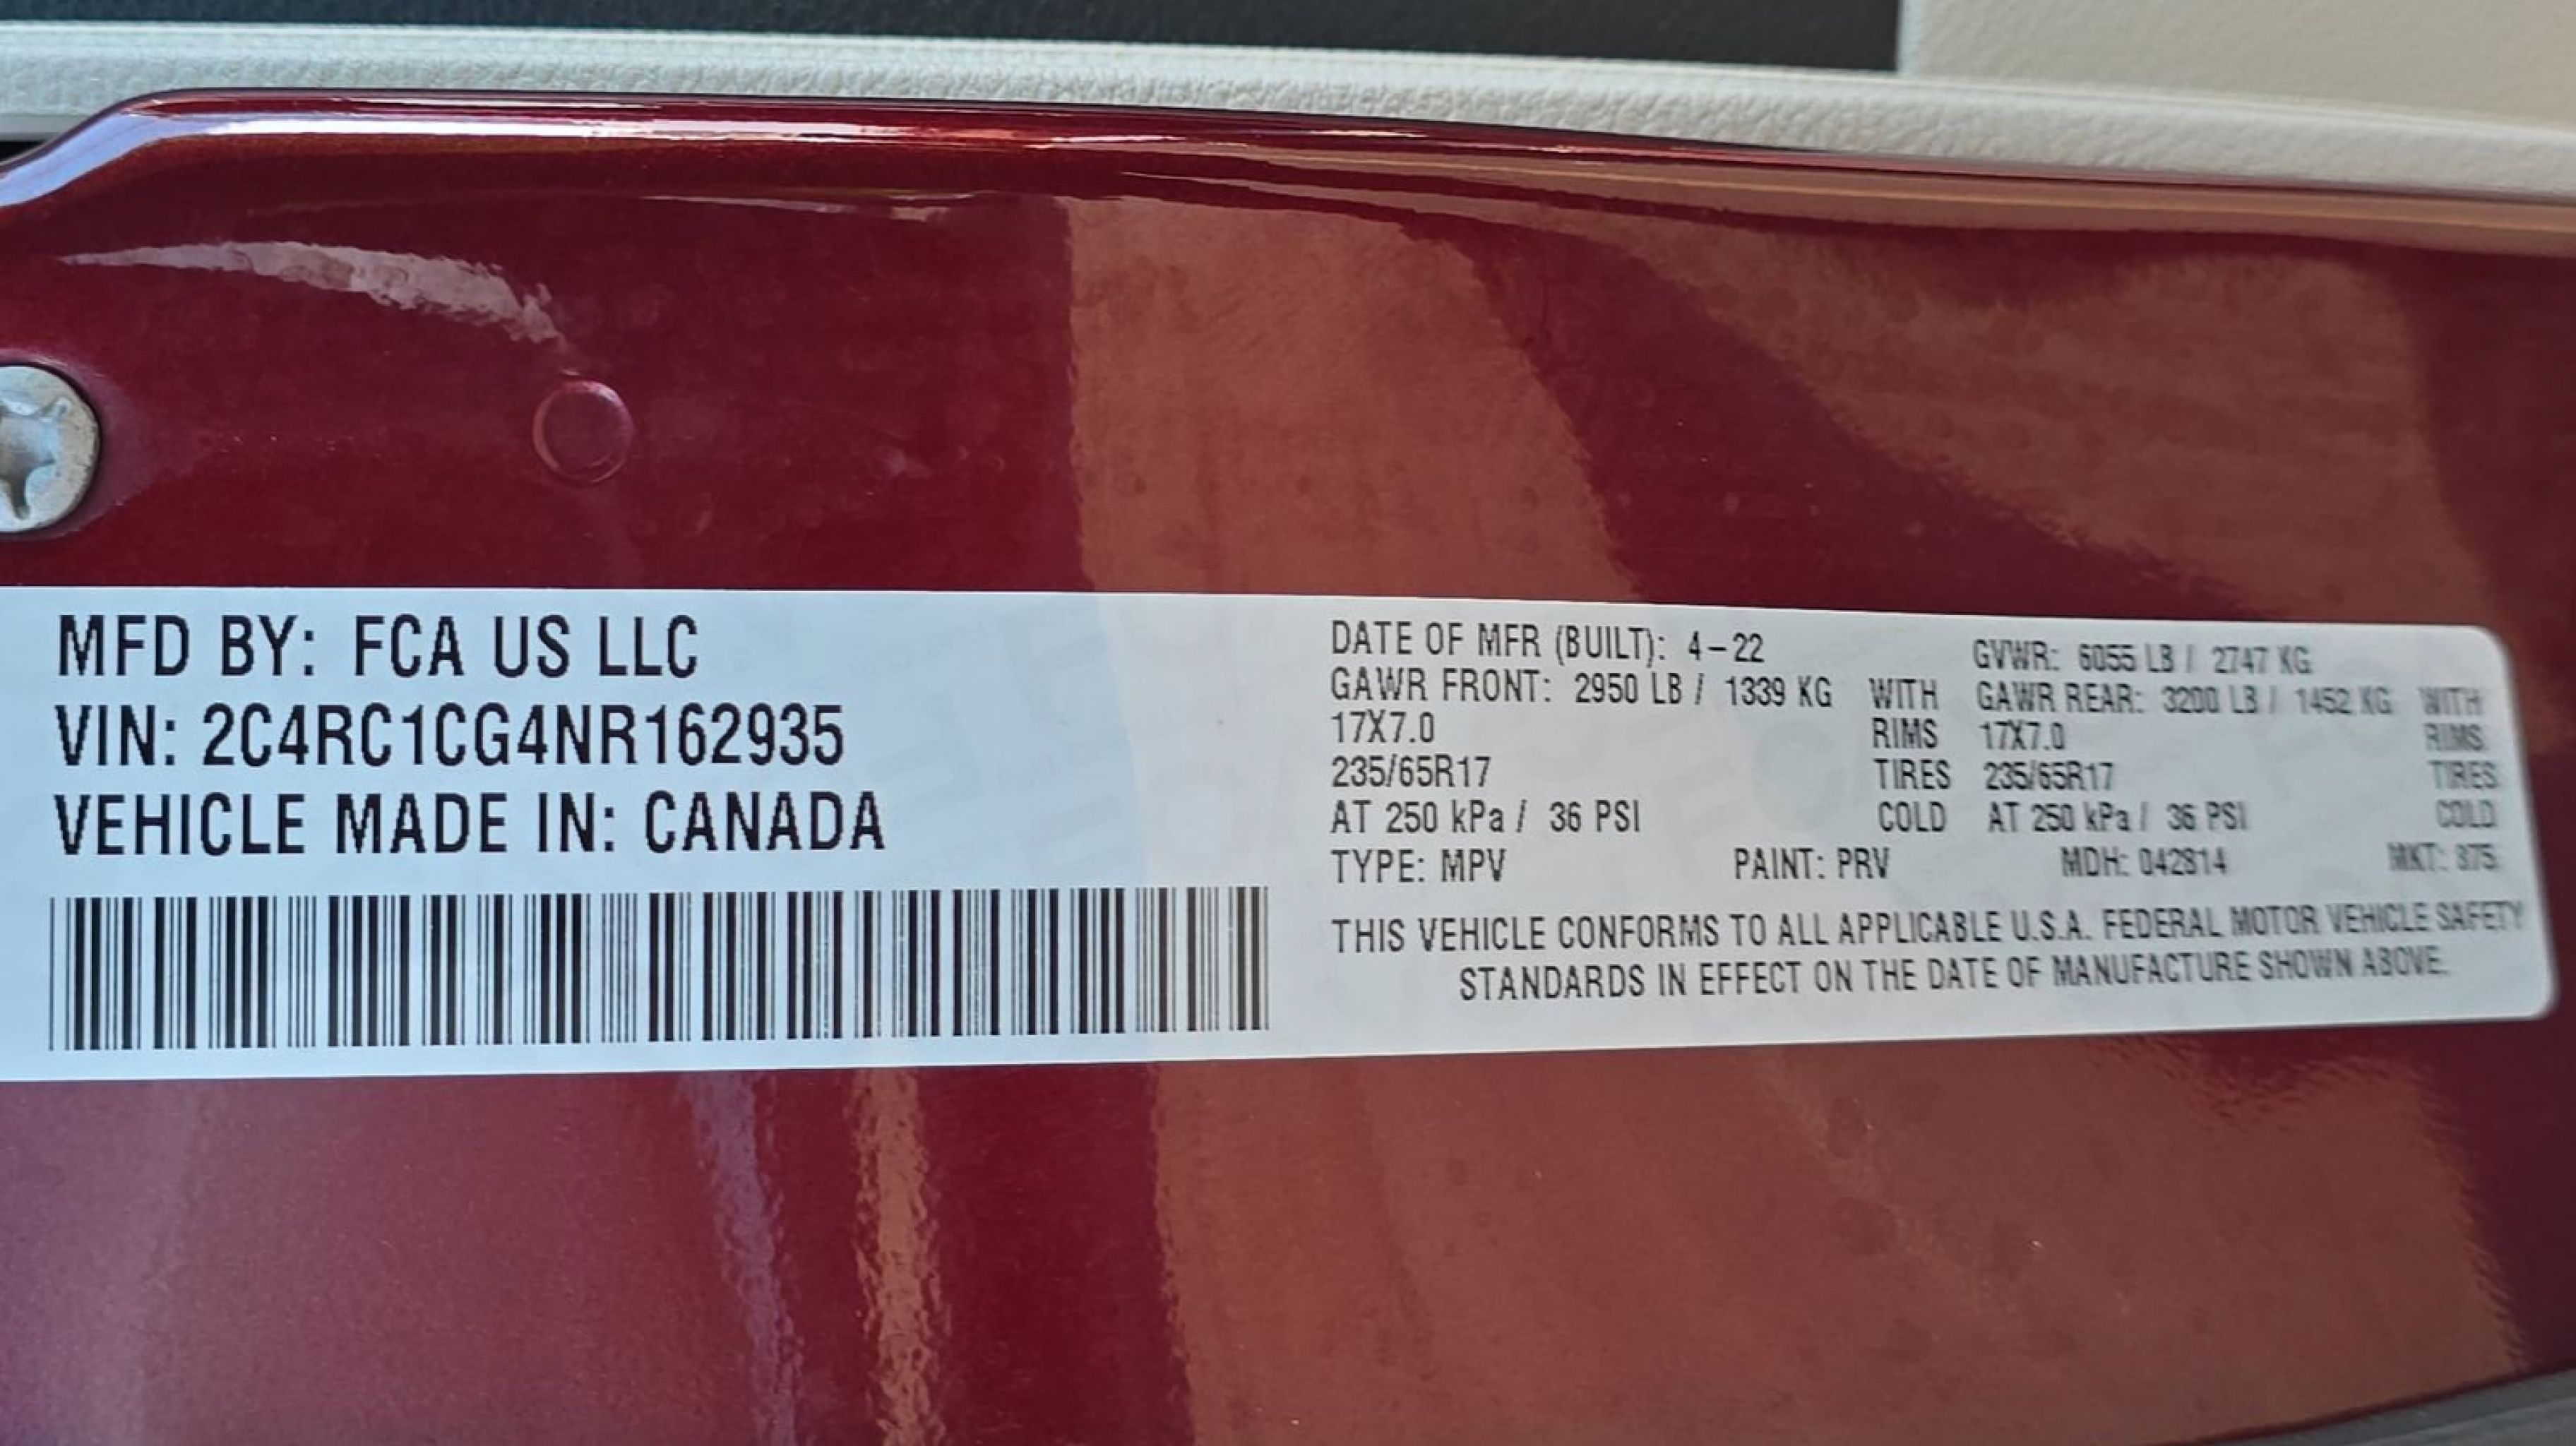 MFD BY: FCA US LLC
VIN: 2C4RC1CG4NR162935
VEHICLE MADE IN: CANADA
DATE OF MFR (BUILT): 4-22 GVWR: 6055 LB / 2747 KG
GAWR FRONT: 2950 LB / 1339 KG WITH GAWR REAR: 3200 LB / 1452 KG WITH
17X7.0 RIMS 17X7.0 RIMS
235/65R17 TIRES 235/65R17 TIRES
AT 250 kPa / 36 PSI COLD AT 250 kPa / 36 PSI COLD
TYPE: MPV PAINT: PRV MDH: 042814 MKT:
THIS VEHICLE CONFORMS TO ALL APPLICABLE U.S.A. FEDERAL MOTOR VEHICLE SAFETY
STANDARDS IN EFFECT ON THE DATE OF MANUFACTURE SHOWN ABOVE.